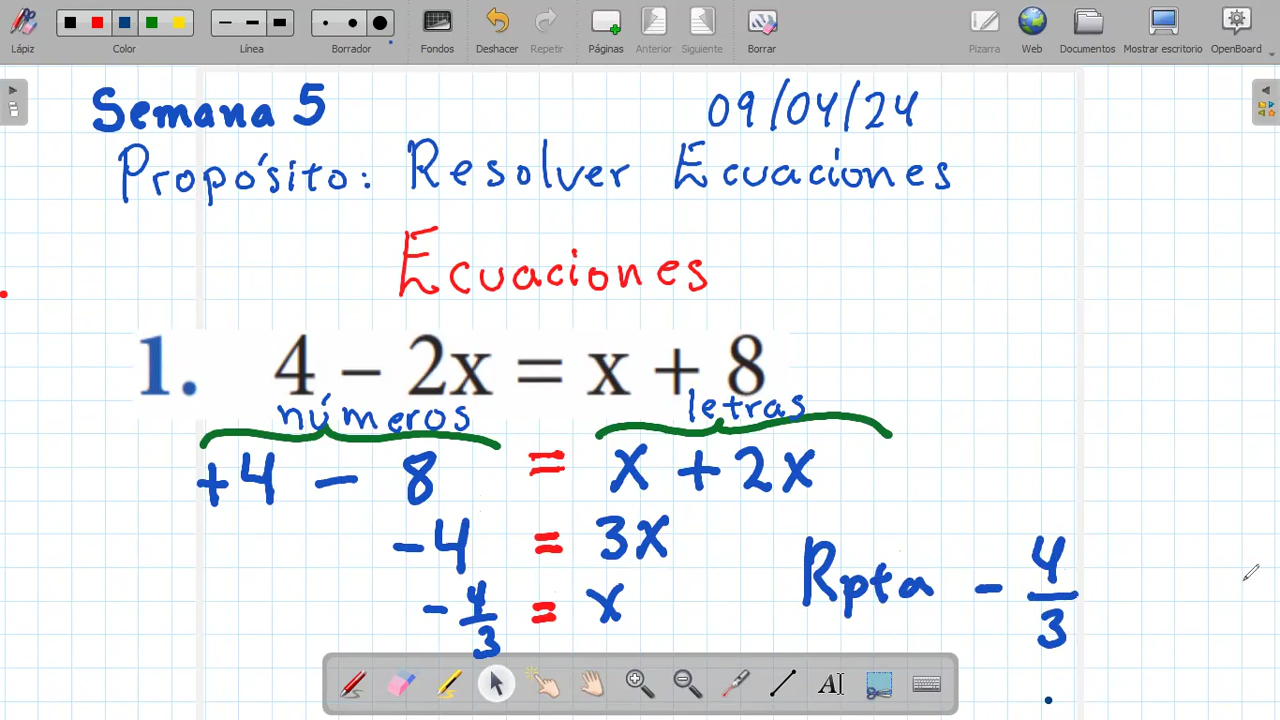 Lápiz Color Línea Borrador Fondos Deshacer Repetir Páginas Anterior Siguiente Borrar Pizarra Web Documentos Mostrar escritorio OpenBoard
Semana 5 09/04/24
Propósito: Resolver Ecuaciones
Ecuaciones
1. 4 – 2x = x + 8
números letras
+4 - 8 = x + 2x
-4 = 3x
-4/3 = x
Rpta - 4/3